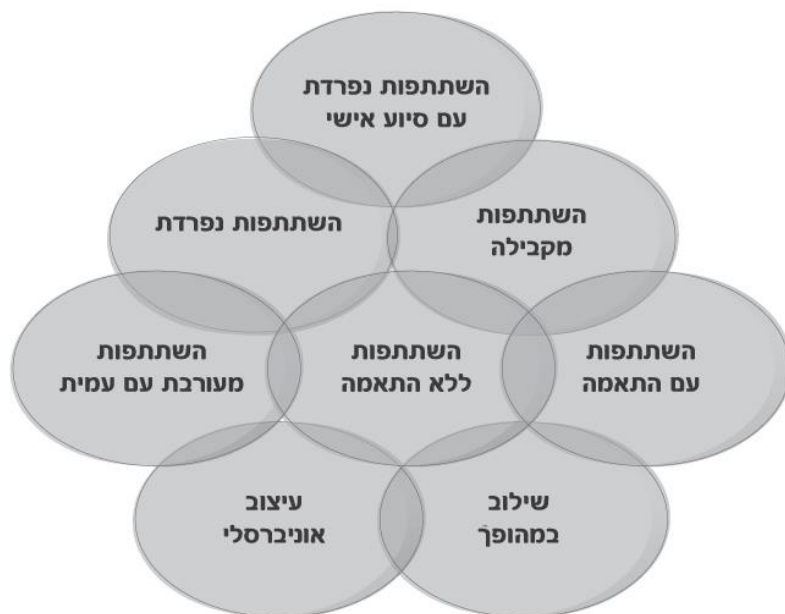 השתתפות נפרדת
עם סיוע אישי
השתתפות
מקבילה
השתתפות נפרדת
השתתפות
עם התאמה
השתתפות
ללא התאמה
השתתפות
מעורבת עם עמית
שילוב
במהופך
עיצוב
אוניברסלי